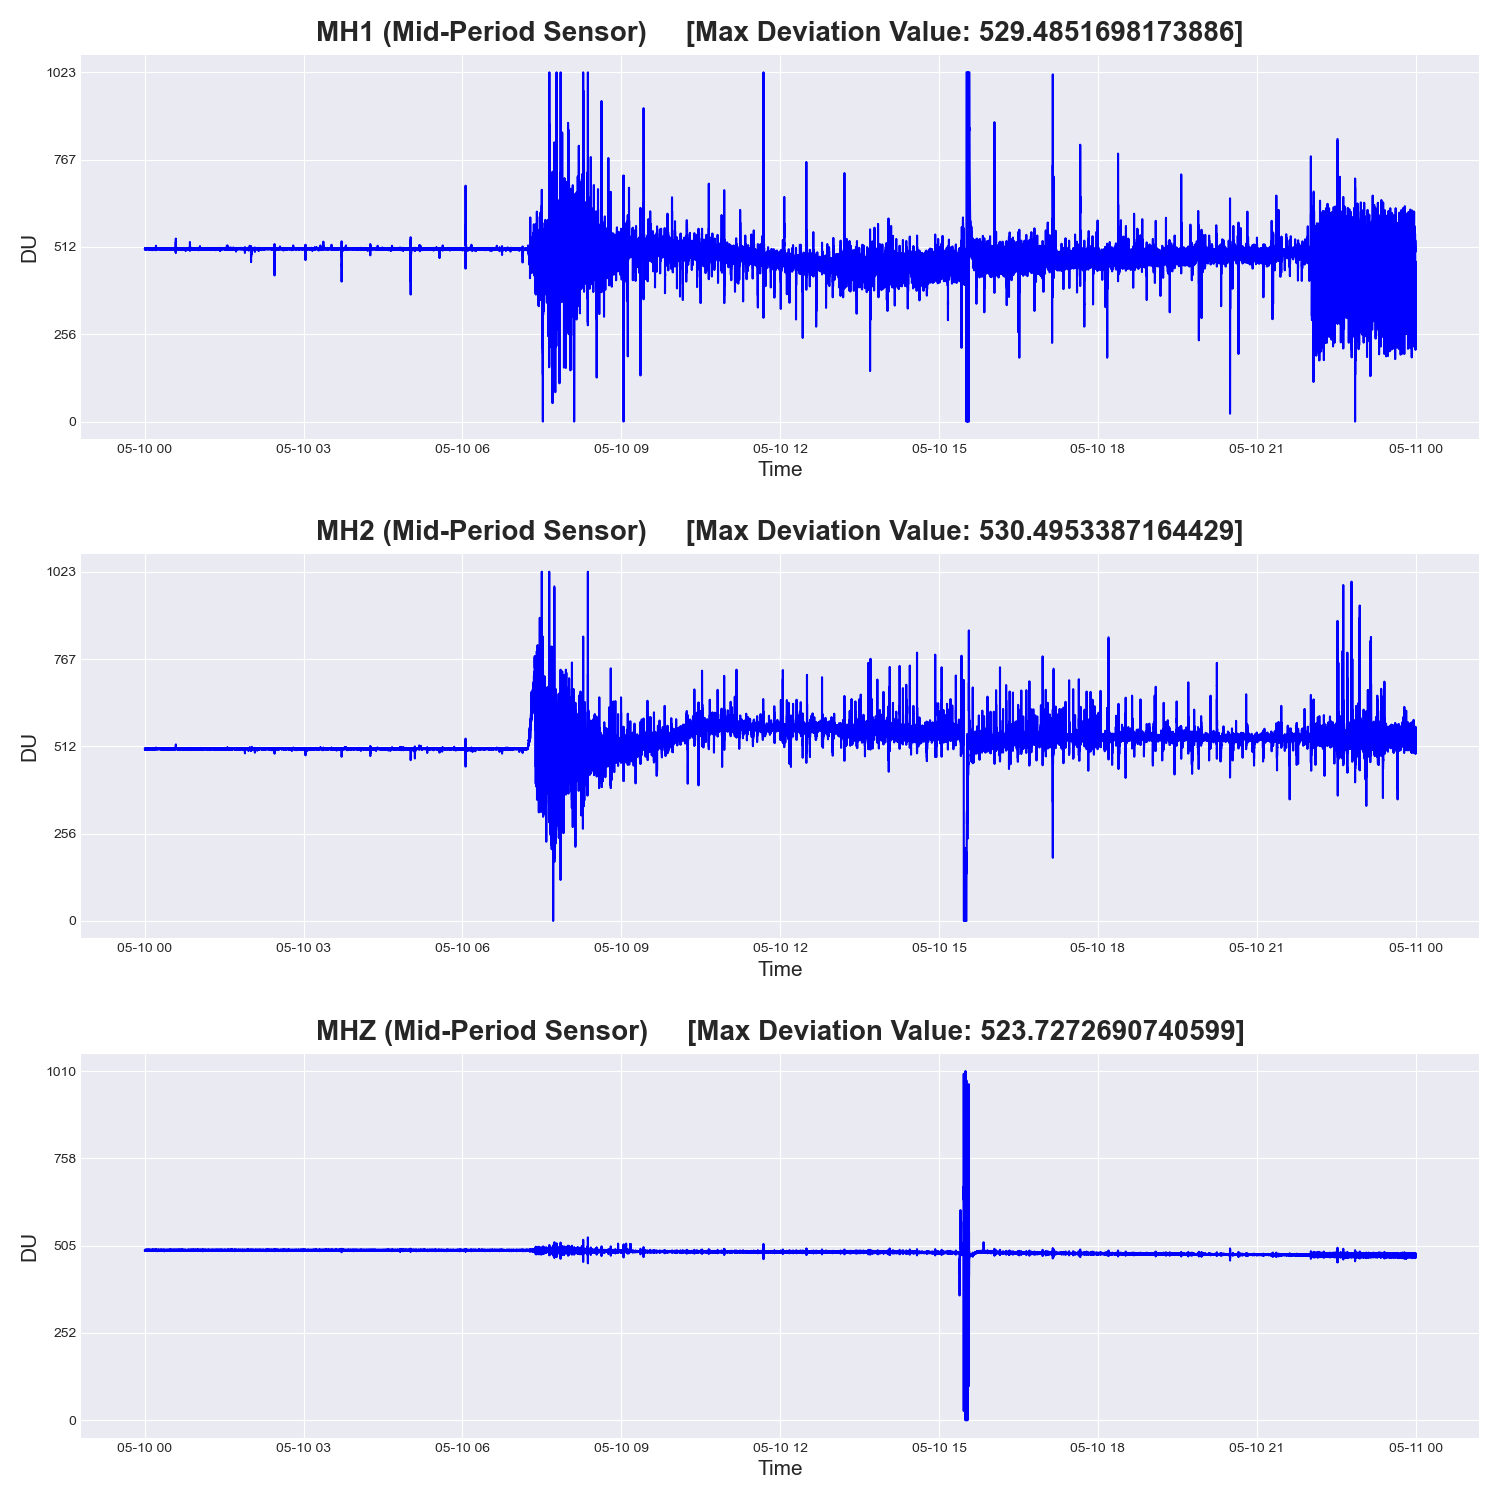 MH1 (Mid-Period Sensor) [Max Deviation Value: 529.4851698173886]
1023
767
512
256
0
DU
05-10 00 05-10 03 05-10 06 05-10 09 05-10 12 05-10 15 05-10 18 05-10 21 05-11 00
Time
MH2 (Mid-Period Sensor) [Max Deviation Value: 530.4953387164429]
1023
767
512
256
0
DU
05-10 00 05-10 03 05-10 06 05-10 09 05-10 12 05-10 15 05-10 18 05-10 21 05-11 00
Time
MHZ (Mid-Period Sensor) [Max Deviation Value: 523.7272690740599]
1010
758
505
252
0
DU
05-10 00 05-10 03 05-10 06 05-10 09 05-10 12 05-10 15 05-10 18 05-10 21 05-11 00
Time